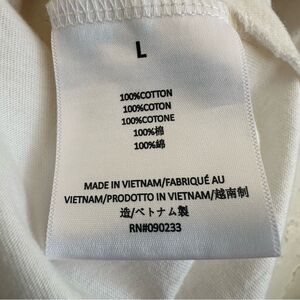 L
100%COTTON
100%COTON
100%COTONE
100%棉
100%綿
MADE IN VIETNAM/FABRIQUÉ AU
VIETNAM/PRODOTTO IN VIETNAM/越南制
造/ベトナム製
RN#090233